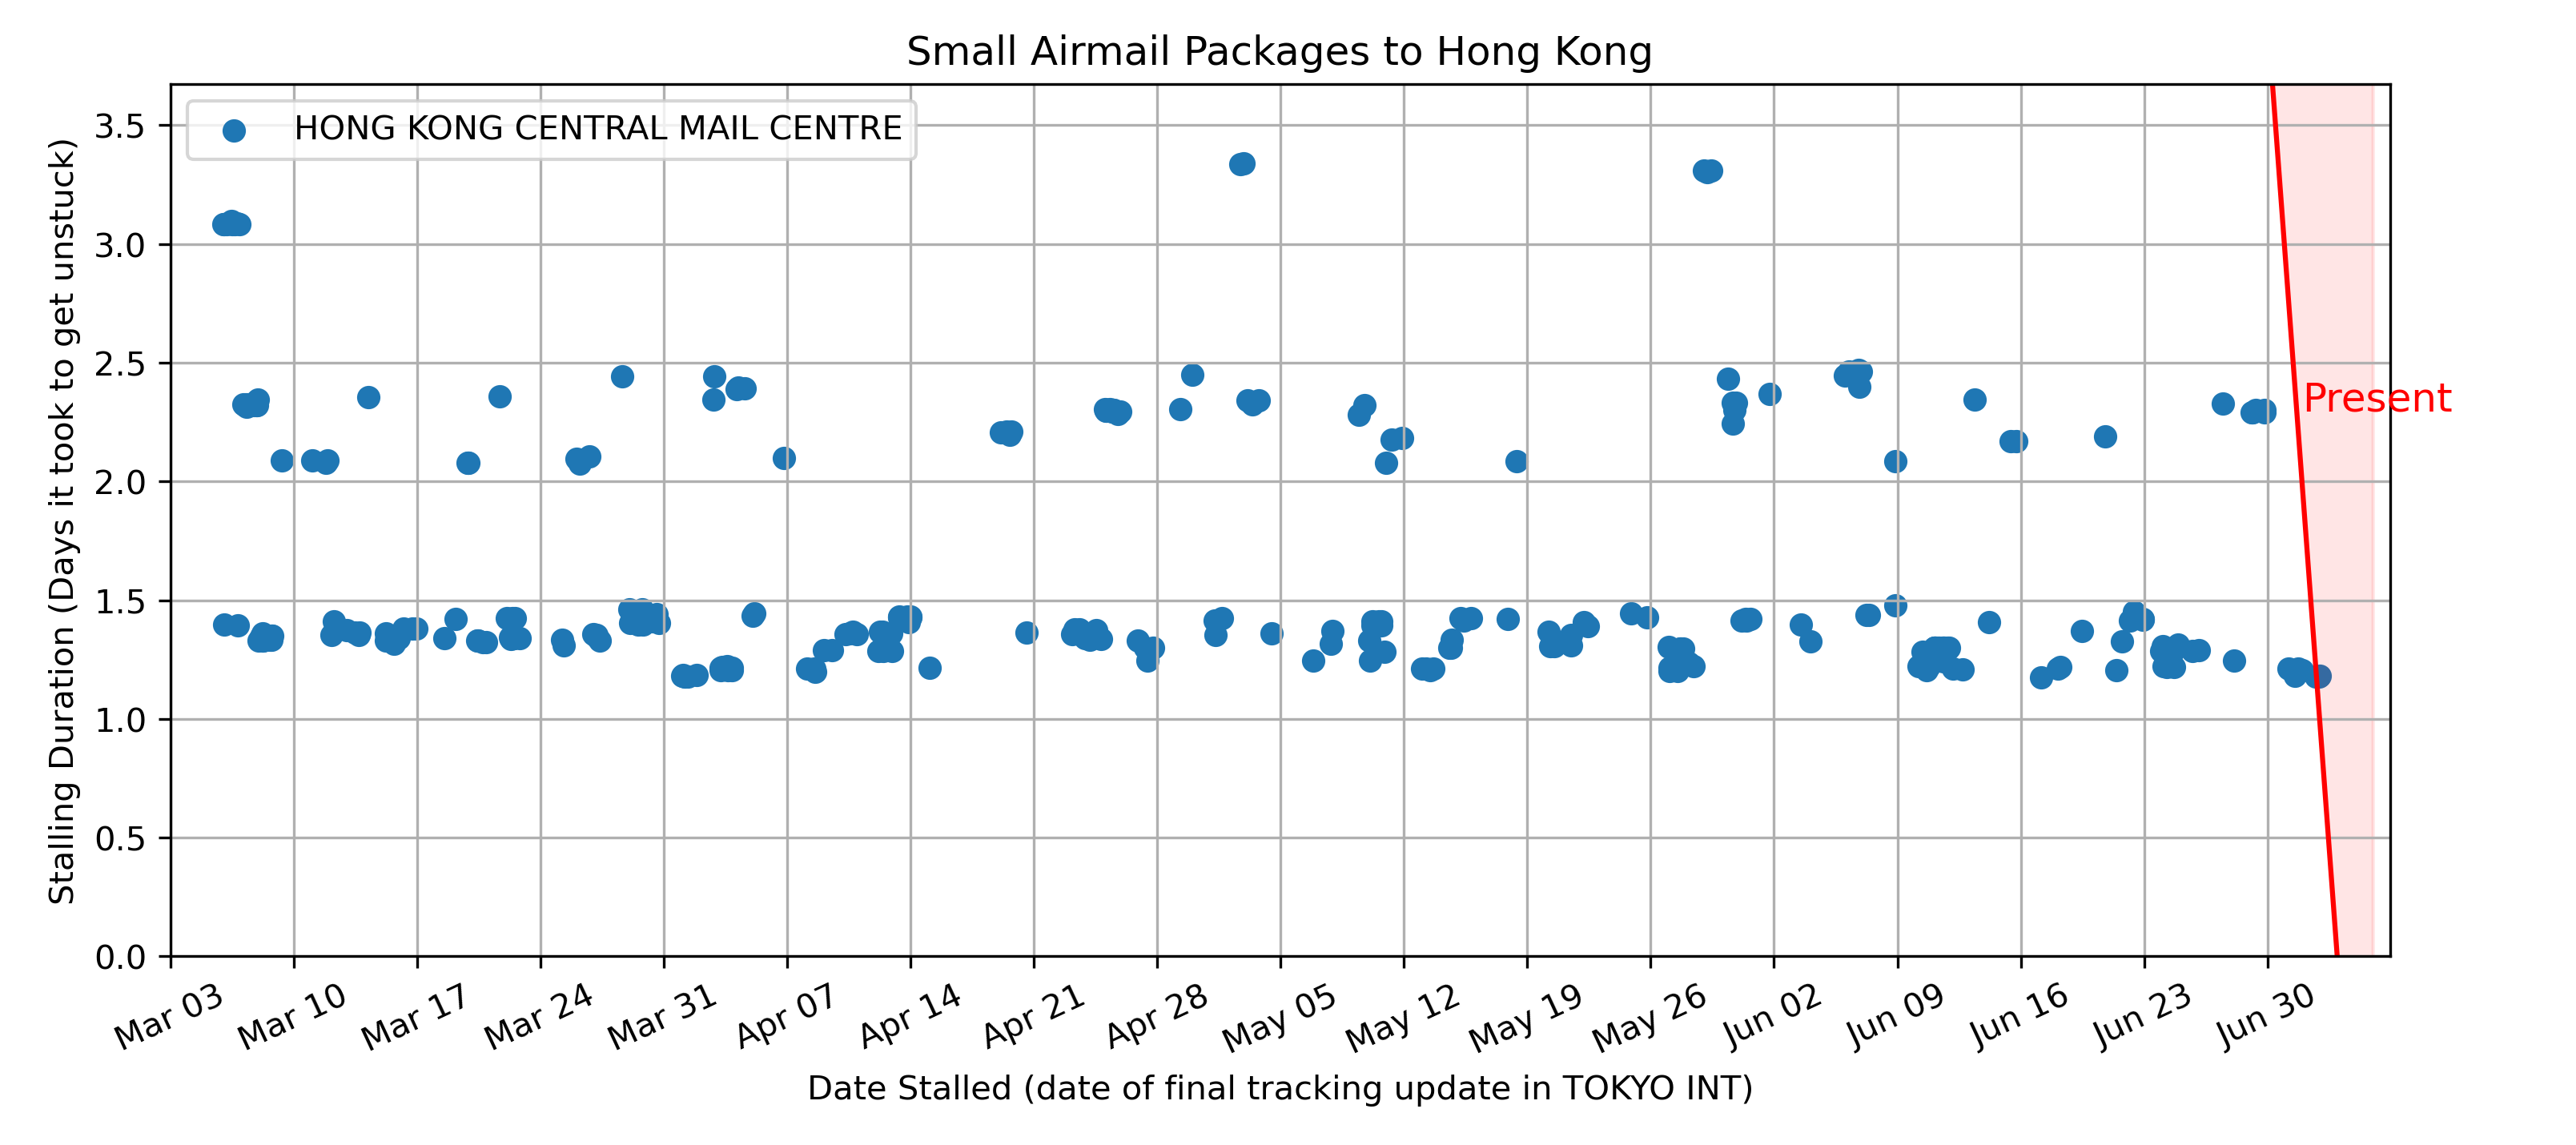 Small Airmail Packages to Hong Kong
HONG KONG CENTRAL MAIL CENTRE
Stalling Duration (Days it took to get unstuck)
3.5
3.0
2.5
2.0
1.5
1.0
0.5
0.0
Present
Mar 03
Mar 10
Mar 17
Mar 24
Mar 31
Apr 07
Apr 14
Apr 21
Apr 28
May 05
May 12
May 19
May 26
Jun 02
Jun 09
Jun 16
Jun 23
Jun 30
Date Stalled (date of final tracking update in TOKYO INT)